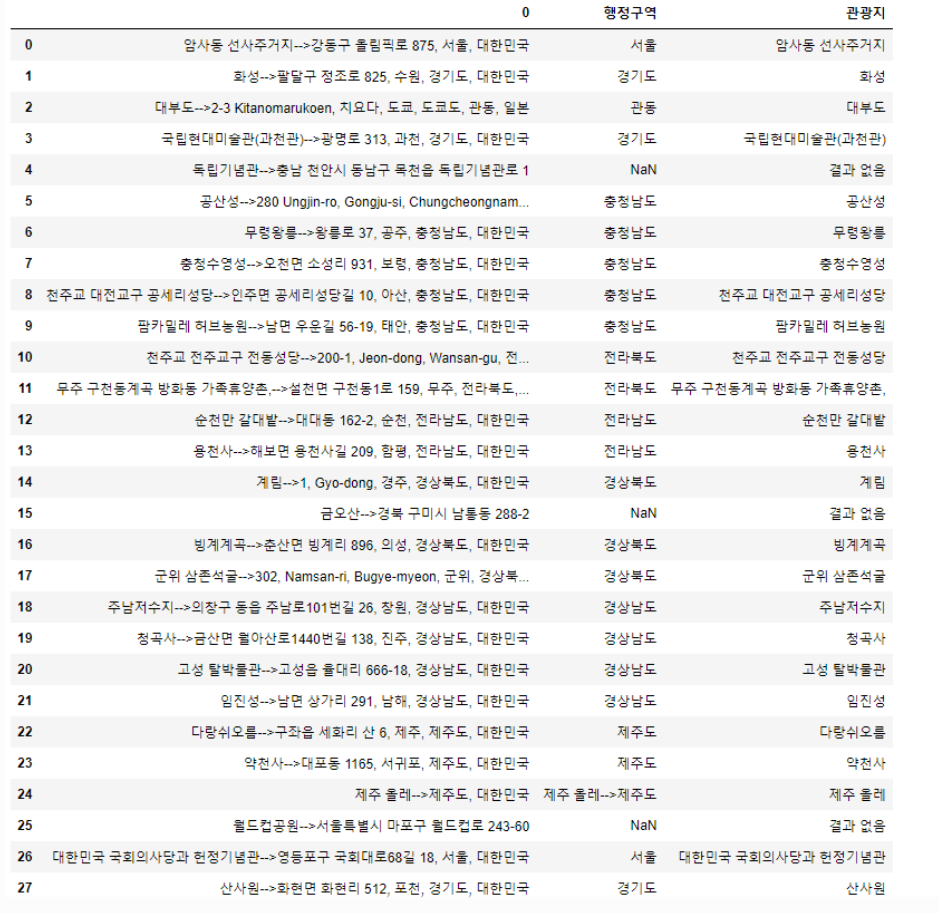 0 행정구역 관광지
0 암사동 선사주거지-->강동구 올림픽로 875, 서울, 대한민국 서울 암사동 선사주거지
1 화성-->팔달구 정조로 825, 수원, 경기도, 대한민국 경기도 화성
2 대부도-->2-3 Kitanomarukoen, 치요다, 도쿄, 도쿄도, 관동, 일본 관동 대부도
3 국립현대미술관(과천관)-->광명로 313, 과천, 경기도, 대한민국 경기도 국립현대미술관(과천관)
4 독립기념관-->충남 천안시 동남구 목천읍 독립기념관로 1 NaN 결과 없음
5 공산성-->280 Ungjin-ro, Gongju-si, Chungcheongnam... 충청남도 공산성
6 무령왕릉-->왕릉로 37, 공주, 충청남도, 대한민국 충청남도 무령왕릉
7 충청수영성-->오천면 소성리 931, 보령, 충청남도, 대한민국 충청남도 충청수영성
8 천주교 대전교구 공세리성당-->인주면 공세리성당길 10, 아산, 충청남도, 대한민국 충청남도 천주교 대전교구 공세리성당
9 팜카밀레 허브농원-->남면 우운길 56-19, 태안, 충청남도, 대한민국 충청남도 팜카밀레 허브농원
10 천주교 전주교구 전동성당-->200-1, Jeon-dong, Wansan-gu, 전... 전라북도 천주교 전주교구 전동성당
11 무주 구천동계곡 방화동 가족휴양촌,-->설천면 구천동1로 159, 무주, 전라북도,... 전라북도 무주 구천동계곡 방화동 가족휴양촌,
12 순천만 갈대밭-->대대동 162-2, 순천, 전라남도, 대한민국 전라남도 순천만 갈대밭
13 용천사-->해보면 용천사길 209, 함평, 전라남도, 대한민국 전라남도 용천사
14 계림-->1, Gyo-dong, 경주, 경상북도, 대한민국 경상북도 계림
15 금오산-->경북 구미시 남통동 288-2 NaN 결과 없음
16 빙계계곡-->춘산면 빙계리 896, 의성, 경상북도, 대한민국 경상북도 빙계계곡
17 군위 삼존석굴-->302, Namsan-ri, Bugye-myeon, 군위, 경상북... 경상북도 군위 삼존석굴
18 주남저수지-->의창구 동읍 주남로101번길 26, 창원, 경상남도, 대한민국 경상남도 주남저수지
19 청곡사-->금산면 월아산로1440번길 138, 진주, 경상남도, 대한민국 경상남도 청곡사
20 고성 탈박물관-->고성읍 율대리 666-18, 경상남도, 대한민국 경상남도 고성 탈박물관
21 임진성-->남면 상가리 291, 남해, 경상남도, 대한민국 경상남도 임진성
22 다랑쉬오름-->구좌읍 세화리 산 6, 제주, 제주도, 대한민국 제주도 다랑쉬오름
23 약천사-->대포동 1165, 서귀포, 제주도, 대한민국 제주도 약천사
24 제주 올레-->제주도, 대한민국 제주 올레-->제주도 제주 올레
25 월드컵공원-->서울특별시 마포구 월드컵로 243-60 NaN 결과 없음
26 대한민국 국회의사당과 헌정기념관-->영등포구 국회대로68길 18, 서울, 대한민국 서울 대한민국 국회의사당과 헌정기념관
27 산사원-->화현면 화현리 512, 포천, 경기도, 대한민국 경기도 산사원